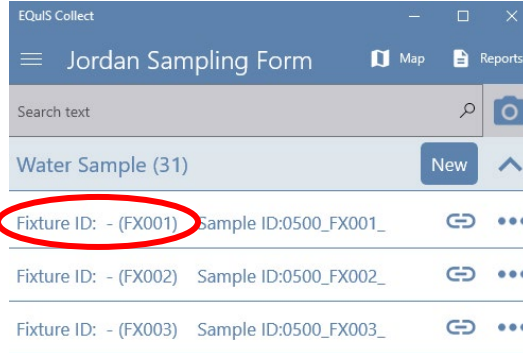 EQuIS Collect
Jordan Sampling Form Map Reports
Search text
Water Sample (31) New
Fixture ID: - (FX001) Sample ID:0500_FX001_
Fixture ID: - (FX002) Sample ID:0500_FX002_
Fixture ID: - (FX003) Sample ID:0500_FX003_